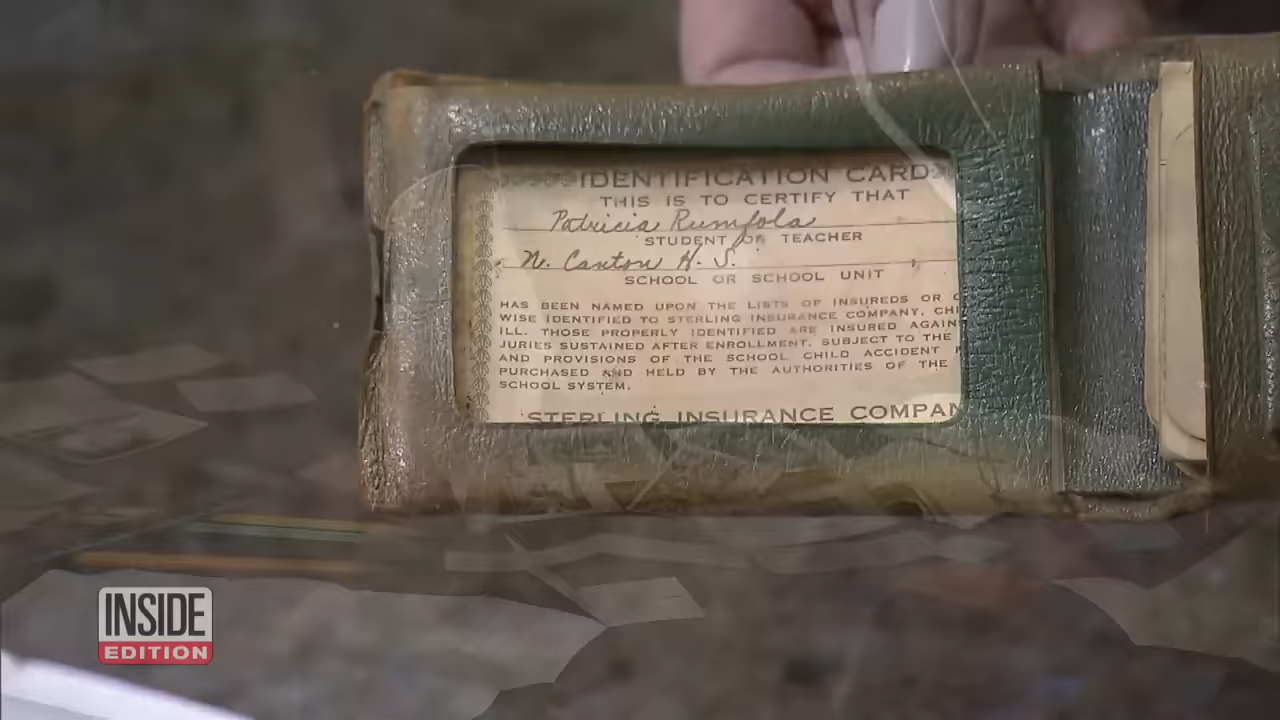 IDENTIFICATION CARD
THIS IS TO CERTIFY THAT
Patricia Rumfola
STUDENT OR TEACHER
N. Canton H. S.
SCHOOL OR SCHOOL UNIT
HAS BEEN NAMED UPON THE LISTS OF INSUREDS OR
WISE IDENTIFIED TO STERLING INSURANCE COMPANY, CHI
ILL. THOSE PROPERLY IDENTIFIED ARE INSURED AGAIN
JURIES SUSTAINED AFTER ENROLLMENT. SUBJECT TO THE
AND PROVISIONS OF THE SCHOOL CHILD ACCIDENT
PURCHASED AND HELD BY THE AUTHORITIES OF THE
SCHOOL SYSTEM.
STERLING INSURANCE COMPAN
INSIDE
EDITION